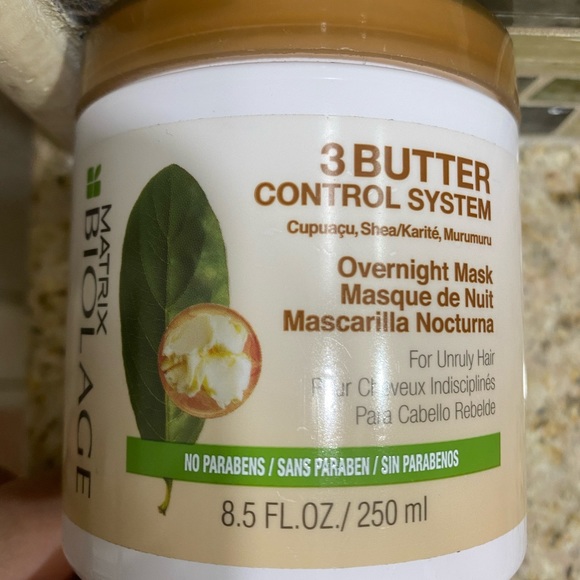 MATRIX
BIOLAGE
3 BUTTER
CONTROL SYSTEM
Cupuaçu, Shea/Karité, Murumuru
Overnight Mask
Masque de Nuit
Mascarilla Nocturna
For Unruly Hair
Pour Cheveux Indisciplinés
Para Cabello Rebelde
NO PARABENS / SANS PARABEN / SIN PARABENOS
8.5 FL.OZ./ 250 ml